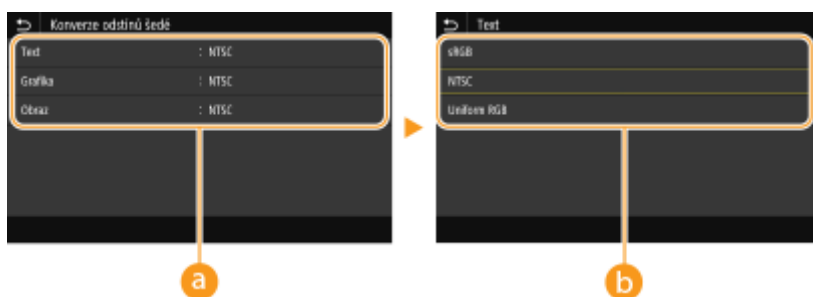 Konverze odstínů šedé
Text : NTSC
Grafika : NTSC
Obraz : NTSC
a
Text
sRGB
NTSC
Uniform RGB
b